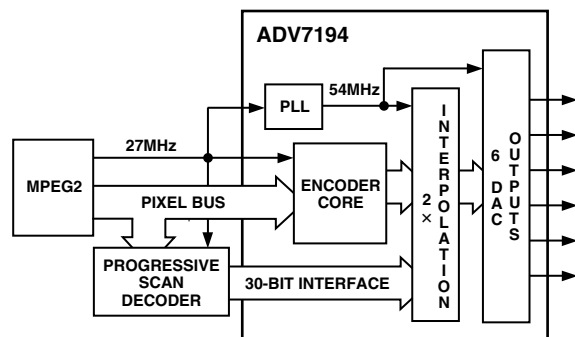 ADV7194
54MHz
PLL
27MHz
MPEG2
PIXEL BUS
ENCODER
CORE
2×
INTERPOLATION
6 DAC
OUTPUTS
PROGRESSIVE
SCAN
DECODER
30-BIT INTERFACE